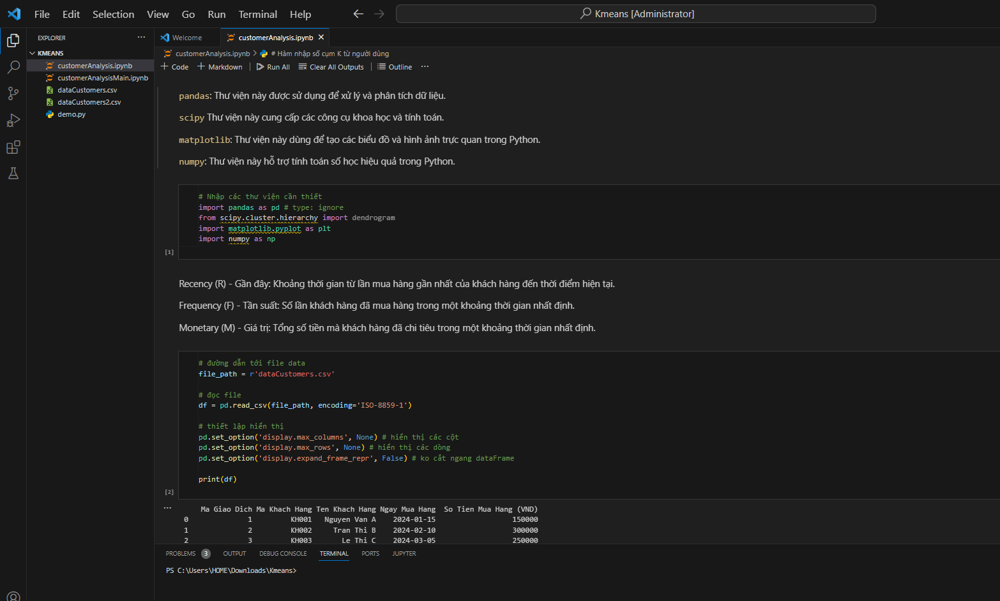 File Edit Selection View Go Run Terminal Help
Kmeans [Administrator]
EXPLORER
KMEANS
customerAnalysis.ipynb
customerAnalysisMain.ipynb
dataCustomers.csv
dataCustomers2.csv
demo.py
Welcome
customerAnalysis.ipynb
customerAnalysis.ipynb > # Hàm nhập số cụm K từ người dùng
+ Code + Markdown Run All Clear All Outputs Outline ...
pandas: Thư viện này được sử dụng để xử lý và phân tích dữ liệu.
scipy Thư viện này cung cấp các công cụ khoa học và tính toán.
matplotlib: Thư viện này dùng để tạo các biểu đồ và hình ảnh trực quan trong Python.
numpy: Thư viện này hỗ trợ tính toán số học hiệu quả trong Python.
# Nhập các thư viện cần thiết
import pandas as pd # type: ignore
from scipy.cluster.hierarchy import dendrogram
import matplotlib.pyplot as plt
import numpy as np
[1]
Recency (R) - Gần đây: Khoảng thời gian từ lần mua hàng gần nhất của khách hàng đến thời điểm hiện tại.
Frequency (F) - Tần suất: Số lần khách hàng đã mua hàng trong một khoảng thời gian nhất định.
Monetary (M) - Giá trị: Tổng số tiền mà khách hàng đã chi tiêu trong một khoảng thời gian nhất định.
# đường dẫn tới file data
file_path = r'dataCustomers.csv'
# đọc file
df = pd.read_csv(file_path, encoding='ISO-8859-1')
# thiết lập hiển thị
pd.set_option('display.max_columns', None) # hiển thị các cột
pd.set_option('display.max_rows', None) # hiển thị các dòng
pd.set_option('display.expand_frame_repr', False) # ko cắt ngang dataFrame
print(df)
[2]
Ma Giao Dich Ma Khach Hang Ten Khach Hang Ngay Mua Hang So Tien Mua Hang (VND)
0 1 KH001 Nguyen Van A 2024-01-15 150000
1 2 KH002 Tran Thi B 2024-02-10 300000
2 3 KH003 Le Thi C 2024-03-05 250000
PROBLEMS 3 OUTPUT DEBUG CONSOLE TERMINAL PORTS JUPYTER
PS C:\Users\HOME\Downloads\Kmeans>